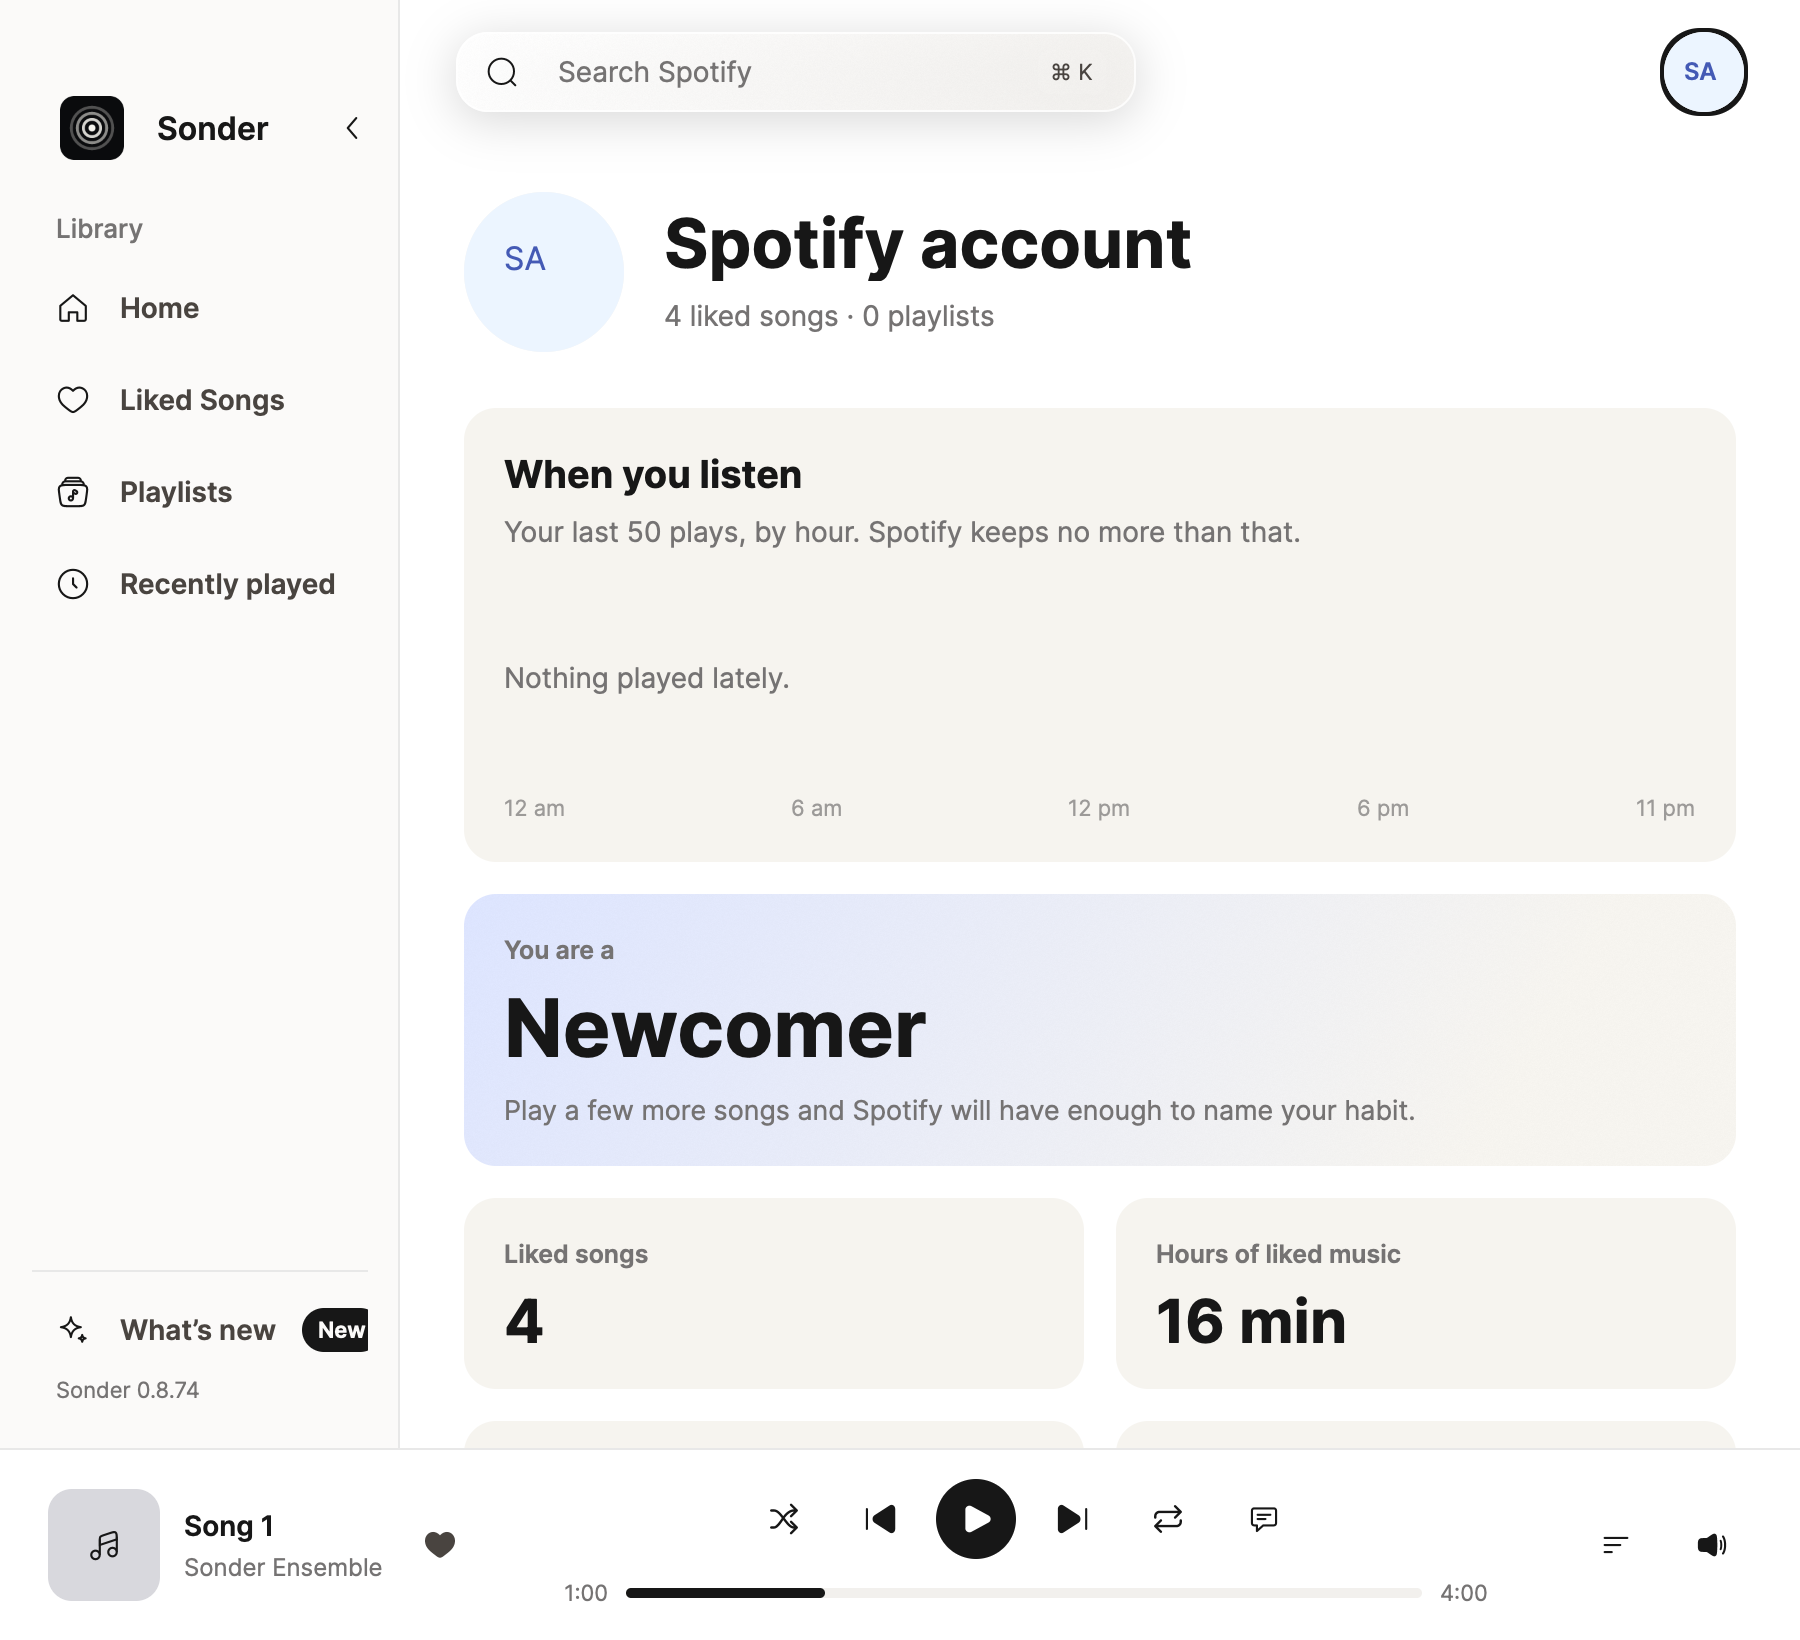 Search Spotify
⌘ K
SA
Sonder
Library
Home
Liked Songs
Playlists
Recently played
What's new
New
Sonder 0.8.74
SA
Spotify account
4 liked songs · 0 playlists
When you listen
Your last 50 plays, by hour. Spotify keeps no more than that.
Nothing played lately.
12 am 6 am 12 pm 6 pm 11 pm
You are a
Newcomer
Play a few more songs and Spotify will have enough to name your habit.
Liked songs
4
Hours of liked music
16 min
Song 1
Sonder Ensemble
1:00
4:00